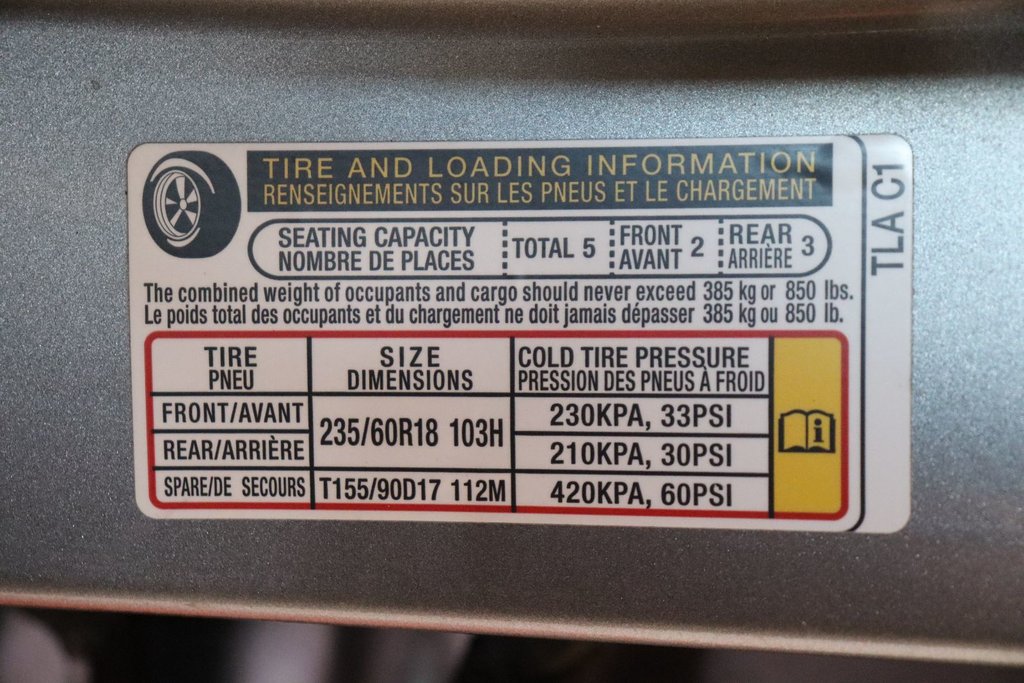 TIRE AND LOADING INFORMATION
RENSEIGNEMENTS SUR LES PNEUS ET LE CHARGEMENT
SEATING CAPACITY
NOMBRE DE PLACES
TOTAL 5
FRONT
AVANT 2
REAR
ARRIÈRE 3
The combined weight of occupants and cargo should never exceed 385 kg or 850 lbs.
Le poids total des occupants et du chargement ne doit jamais dépasser 385 kg ou 850 lb.
TIRE
PNEU
SIZE
DIMENSIONS
COLD TIRE PRESSURE
PRESSION DES PNEUS À FROID
FRONT/AVANT
REAR/ARRIÈRE
235/60R18 103H
230KPA, 33PSI
210KPA, 30PSI
SPARE/DE SECOURS
T155/90D17 112M
420KPA, 60PSI
i
TLA C1